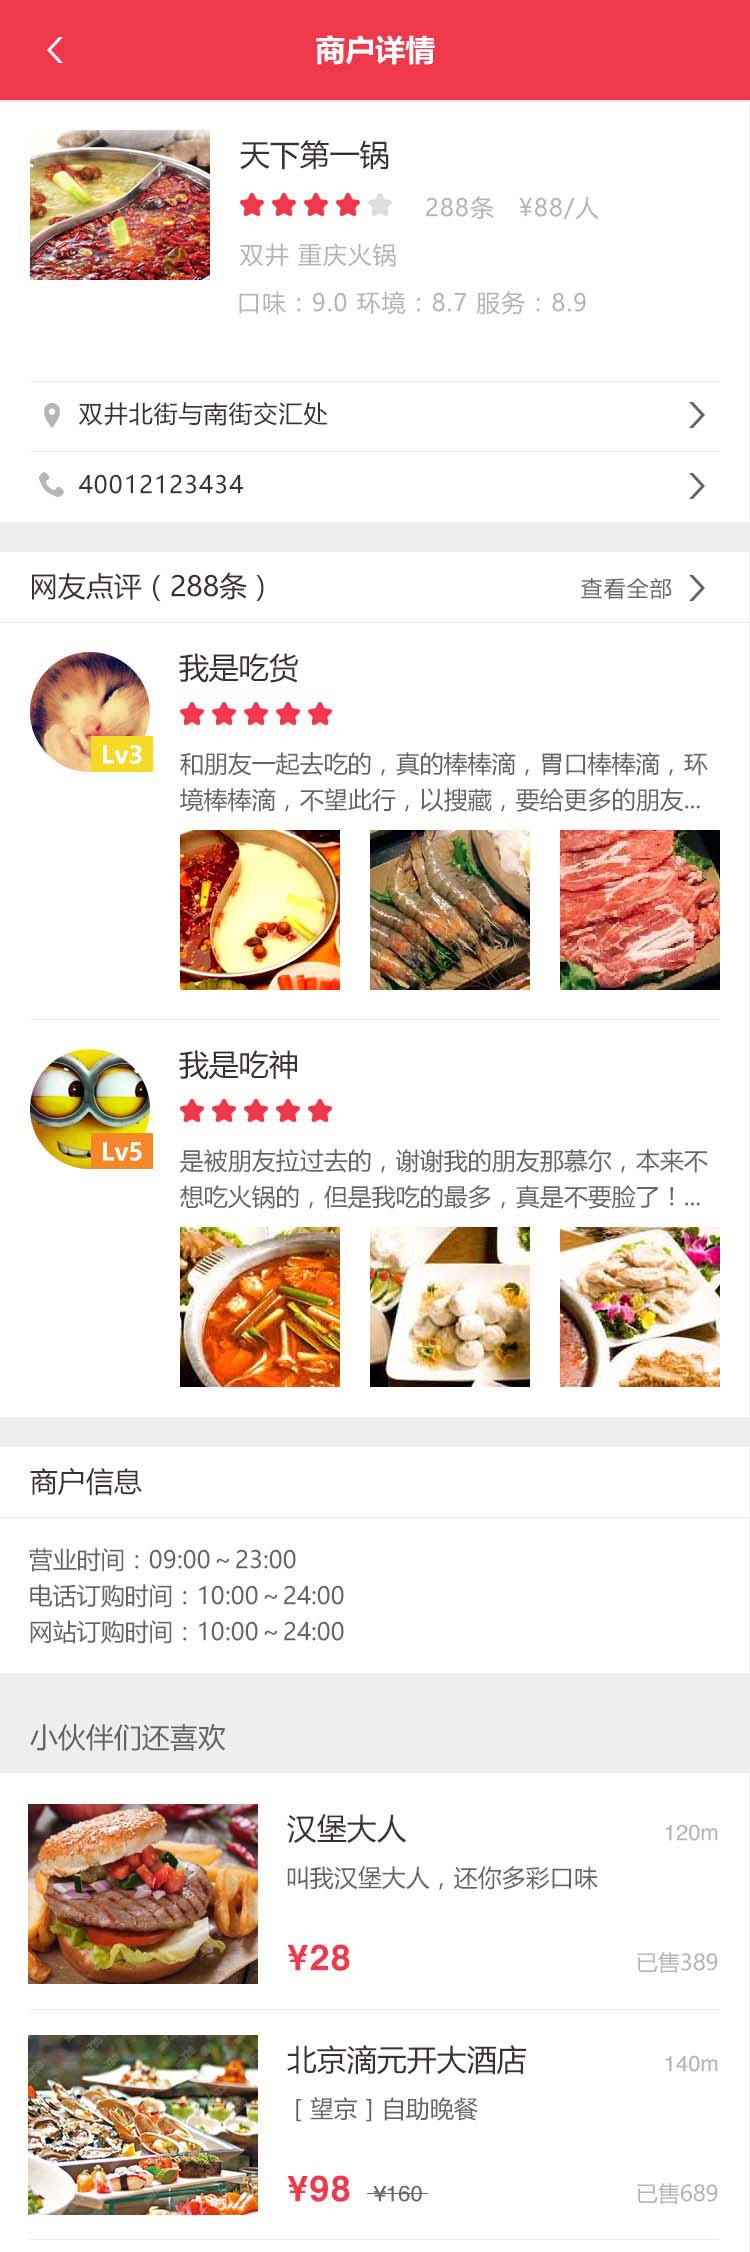 商户详情
天下第一锅
288条 ¥88/人
双井 重庆火锅
口味：9.0 环境：8.7 服务：8.9
双井北街与南街交汇处
40012123434
网友点评（288条）
查看全部
我是吃货
Lv3
和朋友一起去吃的，真的棒棒滴，胃口棒棒滴，环
境棒棒滴，不望此行，以搜藏，要给更多的朋友...
我是吃神
Lv5
是被朋友拉过去的，谢谢我的朋友那慕尔，本来不
想吃火锅的，但是我吃的最多，真是不要脸了！...
商户信息
营业时间：09:00～23:00
电话订购时间：10:00～24:00
网站订购时间：10:00～24:00
小伙伴们还喜欢
汉堡大人
120m
叫我汉堡大人，还你多彩口味
¥28
已售389
北京滴元开大酒店
140m
［望京］自助晚餐
¥98 ¥160
已售689